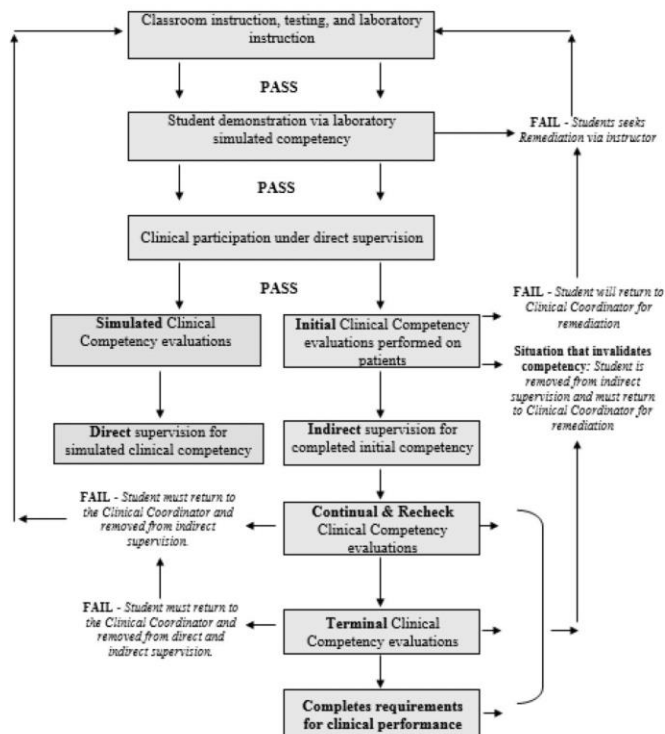 Classroom instruction, testing, and laboratory
instruction
PASS
Student demonstration via laboratory
simulated competency
FAIL - Students seeks
Remediation via instructor
PASS
Clinical participation under direct supervision
PASS
FAIL - Student will return to
Clinical Coordinator for
remediation
Simulated Clinical
Competency evaluations
Initial Clinical Competency
evaluations performed on
patients
Situation that invalidates
competency: Student is
removed from indirect
supervision and must return
to Clinical Coordinator for
remediation
Direct supervision for
simulated clinical competency
Indirect supervision for
completed initial competency
FAIL - Student must return to
the Clinical Coordinator and
removed from indirect
supervision.
Continual & Recheck
Clinical Competency
evaluations
FAIL - Student must return to
the Clinical Coordinator and
removed from direct and
indirect supervision.
Terminal Clinical
Competency evaluations
Completes requirements
for clinical performance